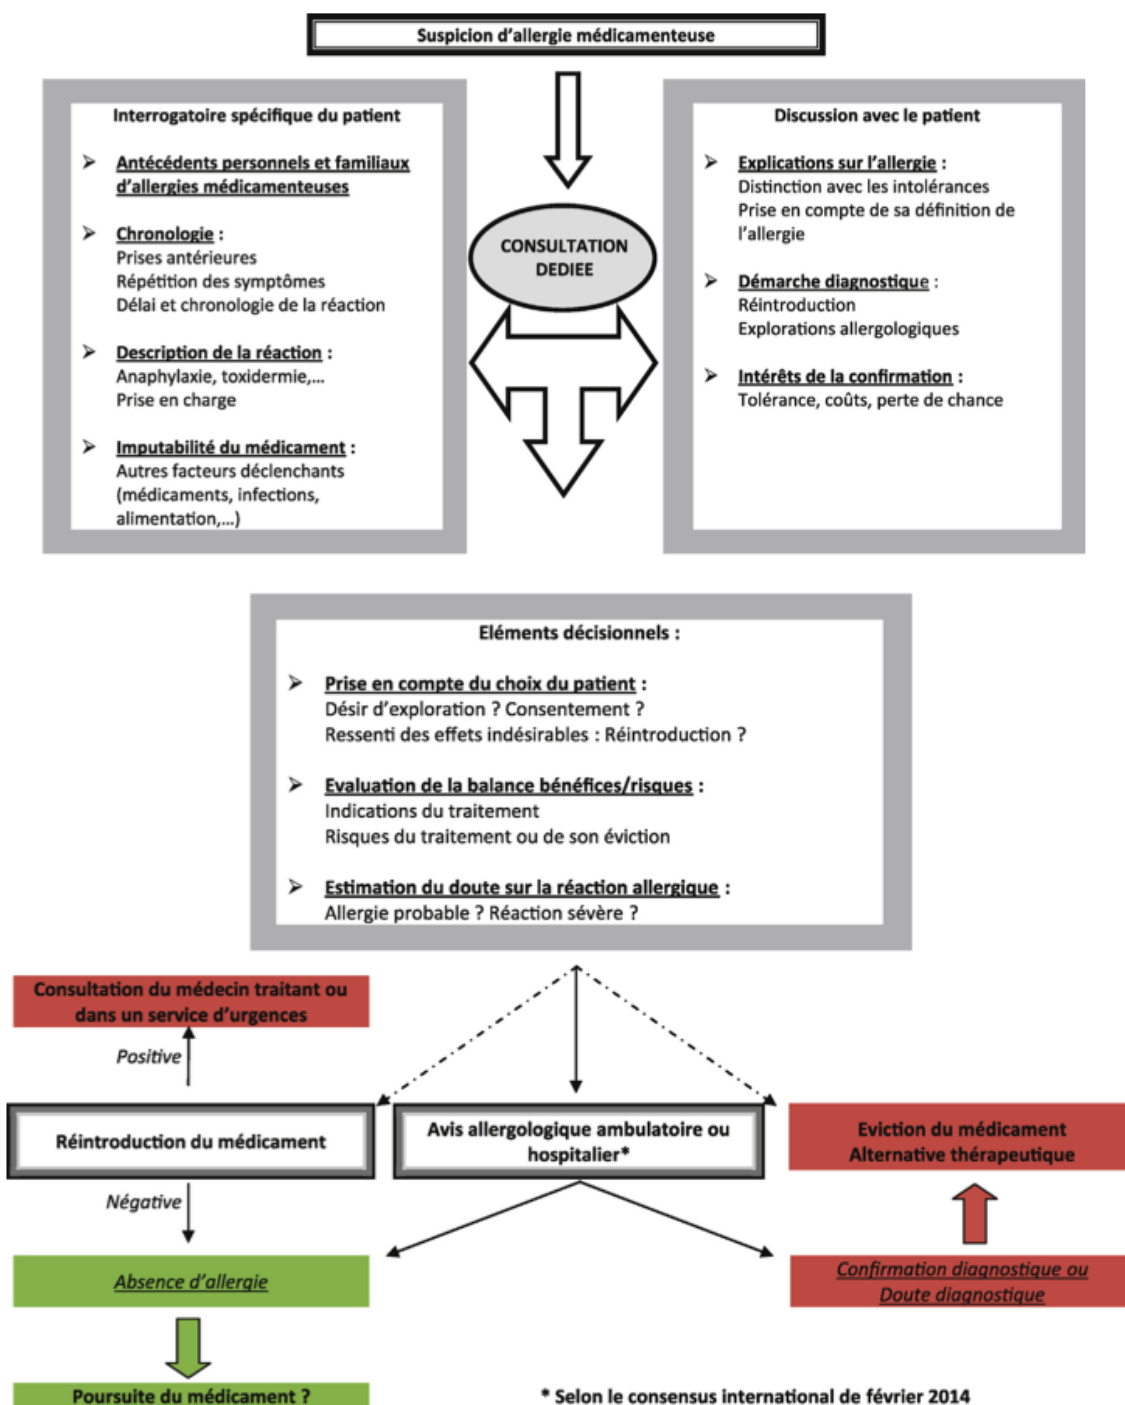 Suspicion d'allergie médicamenteuse
Interrogatoire spécifique du patient
➢ Antécédents personnels et familiaux
d'allergies médicamenteuses
➢ Chronologie :
Prises antérieures
Répétition des symptômes
Délai et chronologie de la réaction
➢ Description de la réaction :
Anaphylaxie, toxidermie,...
Prise en charge
➢ Imputabilité du médicament :
Autres facteurs déclenchants
(médicaments, infections,
alimentation,...)
CONSULTATION
DEDIEE
Discussion avec le patient
➢ Explications sur l'allergie :
Distinction avec les intolérances
Prise en compte de sa définition de
l'allergie
➢ Démarche diagnostique :
Réintroduction
Explorations allergologiques
➢ Intérêts de la confirmation :
Tolérance, coûts, perte de chance
Eléments décisionnels :
➢ Prise en compte du choix du patient :
Désir d'exploration ? Consentement ?
Ressenti des effets indésirables : Réintroduction ?
➢ Evaluation de la balance bénéfices/risques :
Indications du traitement
Risques du traitement ou de son éviction
➢ Estimation du doute sur la réaction allergique :
Allergie probable ? Réaction sévère ?
Consultation du médecin traitant ou
dans un service d'urgences
Positive
Réintroduction du médicament
Avis allergologique ambulatoire ou
hospitalier*
Eviction du médicament
Alternative thérapeutique
Négative
Absence d'allergie
Confirmation diagnostique ou
Doute diagnostique
Poursuite du médicament ?
* Selon le consensus international de février 2014